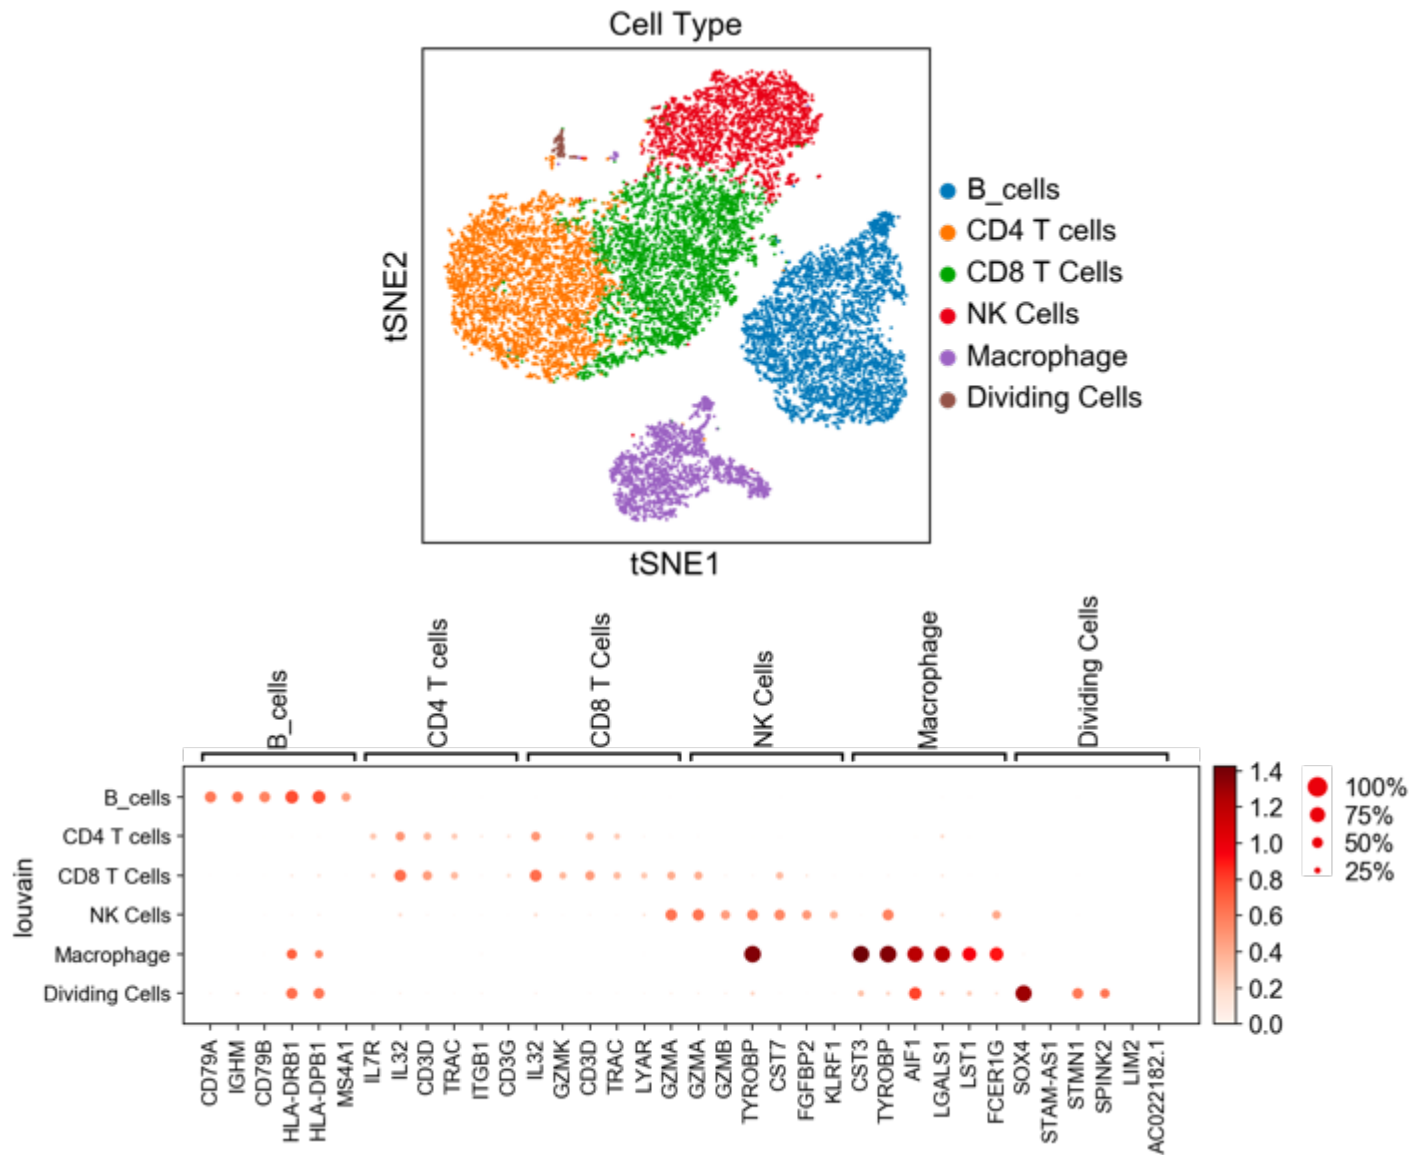 Cell Type
tSNE2
tSNE1
B_cells
CD4 T cells
CD8 T Cells
NK Cells
Macrophage
Dividing Cells
B_cells
CD4 T cells
CD8 T Cells
NK Cells
Macrophage
Dividing Cells
louvain
B_cells
CD4 T cells
CD8 T Cells
NK Cells
Macrophage
Dividing Cells
1.4
1.2
1.0
0.8
0.6
0.4
0.2
0.0
100%
75%
50%
25%
CD79A
IGHM
CD79B
HLA-DRB1
HLA-DPB1
MS4A1
IL7R
IL32
CD3D
TRAC
ITGB1
CD3G
IL32
GZMK
CD3D
TRAC
LYAR
GZMA
GZMA
GZMB
TYROBP
CST7
FGFBP2
KLRF1
CST3
TYROBP
AIF1
LGALS1
LST1
FCER1G
SOX4
STAM-AS1
STMN1
SPINK2
LIM2
AC022182.1